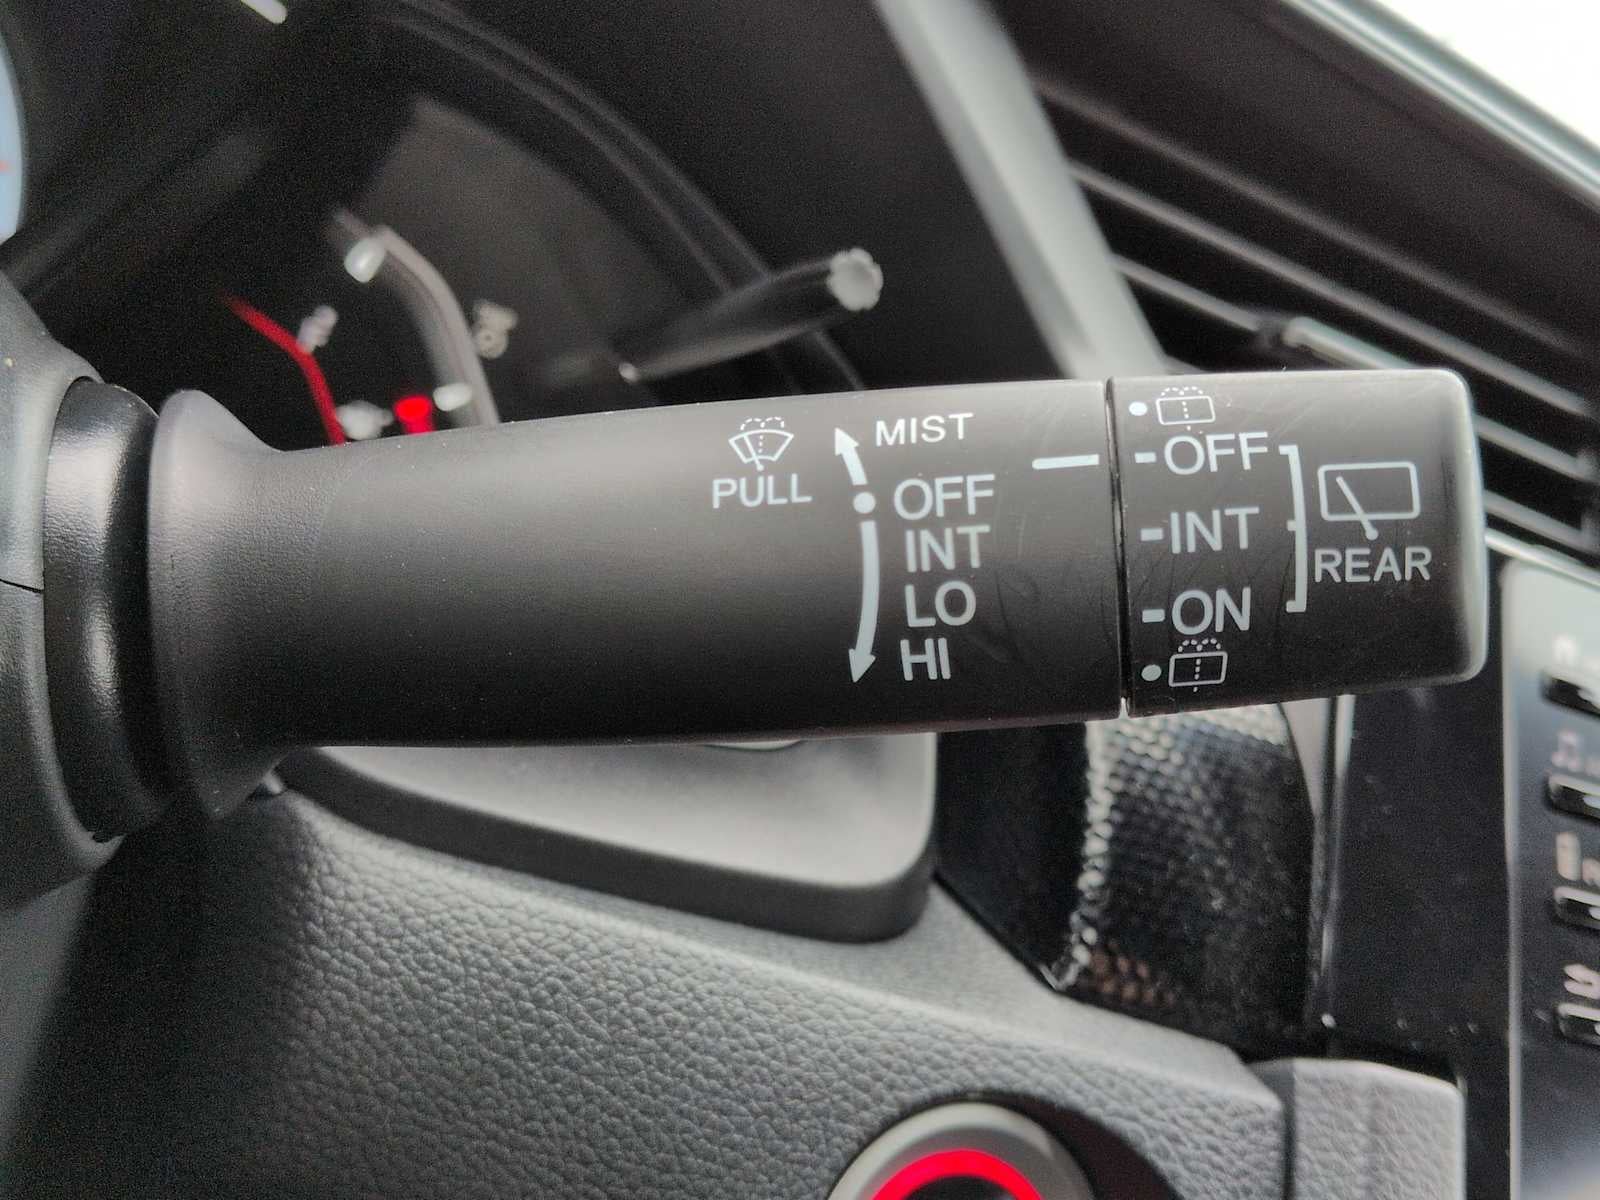 PULL
MIST
OFF
INT
LO
HI
OFF
INT
ON
REAR